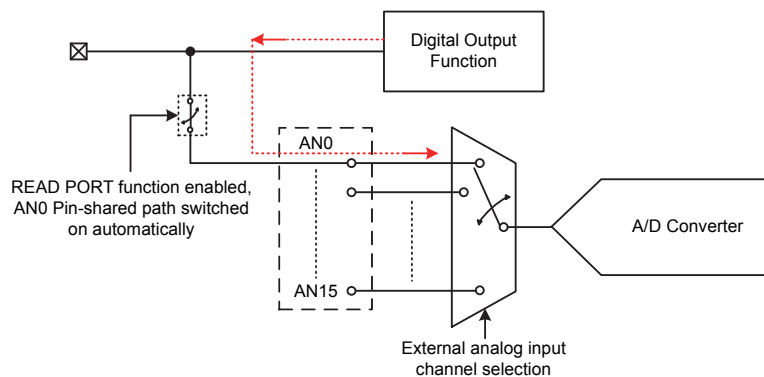 Digital Output
Function
AN0
READ PORT function enabled,
AN0 Pin-shared path switched
on automatically
A/D Converter
AN15
External analog input
channel selection